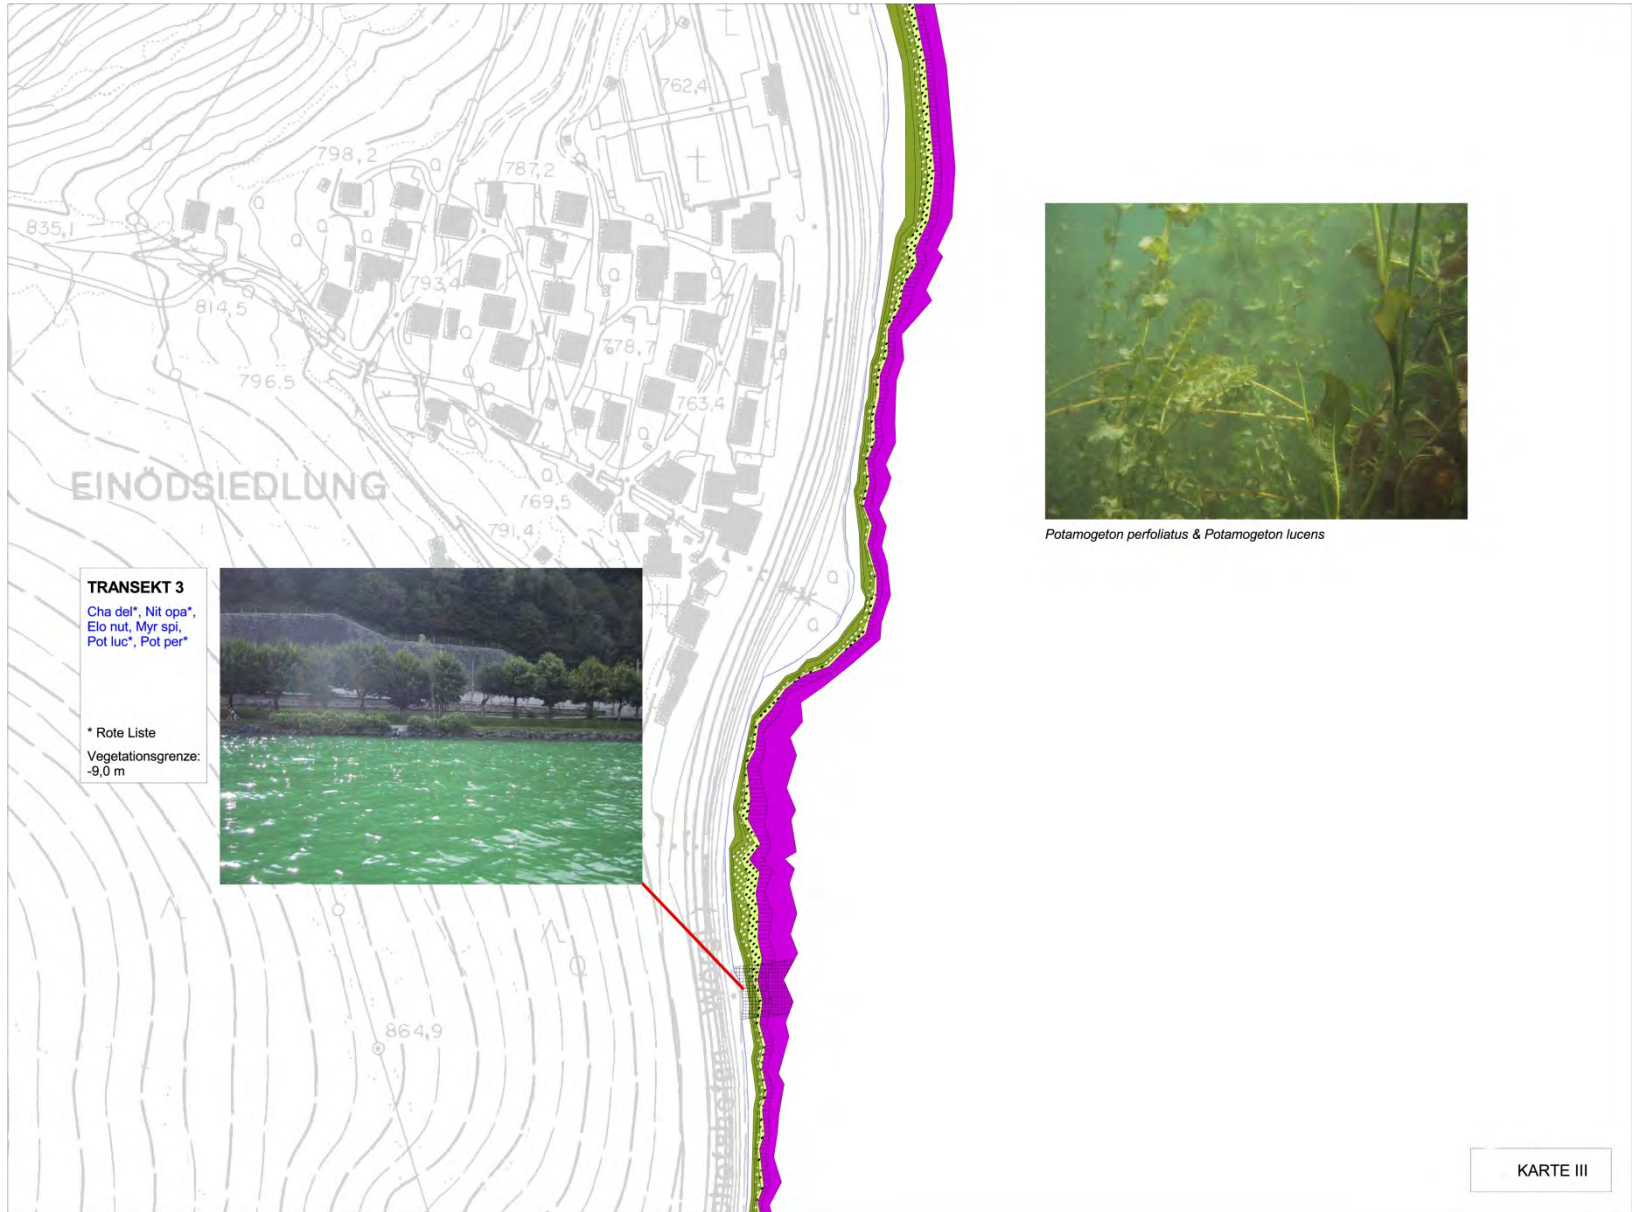 762,4
798,2
787,2
835,1
793,4
814,5
778,7
796,5
763,4
EINÖDSIEDLUNG
769,5
791,4
Potamogeton perfoliatus & Potamogeton lucens
TRANSEKT 3
Cha del*, Nit opa*,
Elo nut, Myr spi,
Pot luc*, Pot per*
* Rote Liste
Vegetationsgrenze:
-9,0 m
864,9
KARTE III